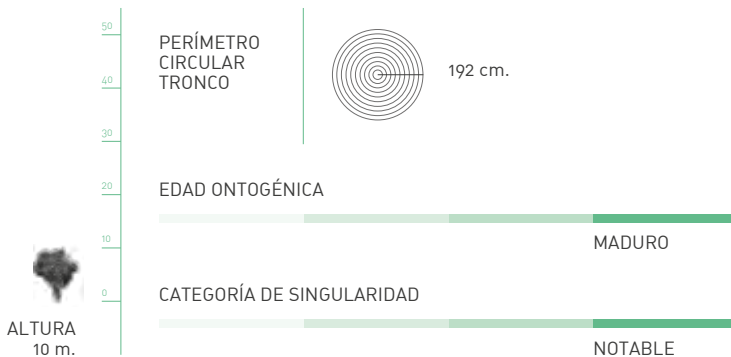 50
40
30
20
10
0
ALTURA
10 m.
PERÍMETRO
CIRCULAR
TRONCO
192 cm.
EDAD ONTOGÉNICA
MADURO
CATEGORÍA DE SINGULARIDAD
NOTABLE